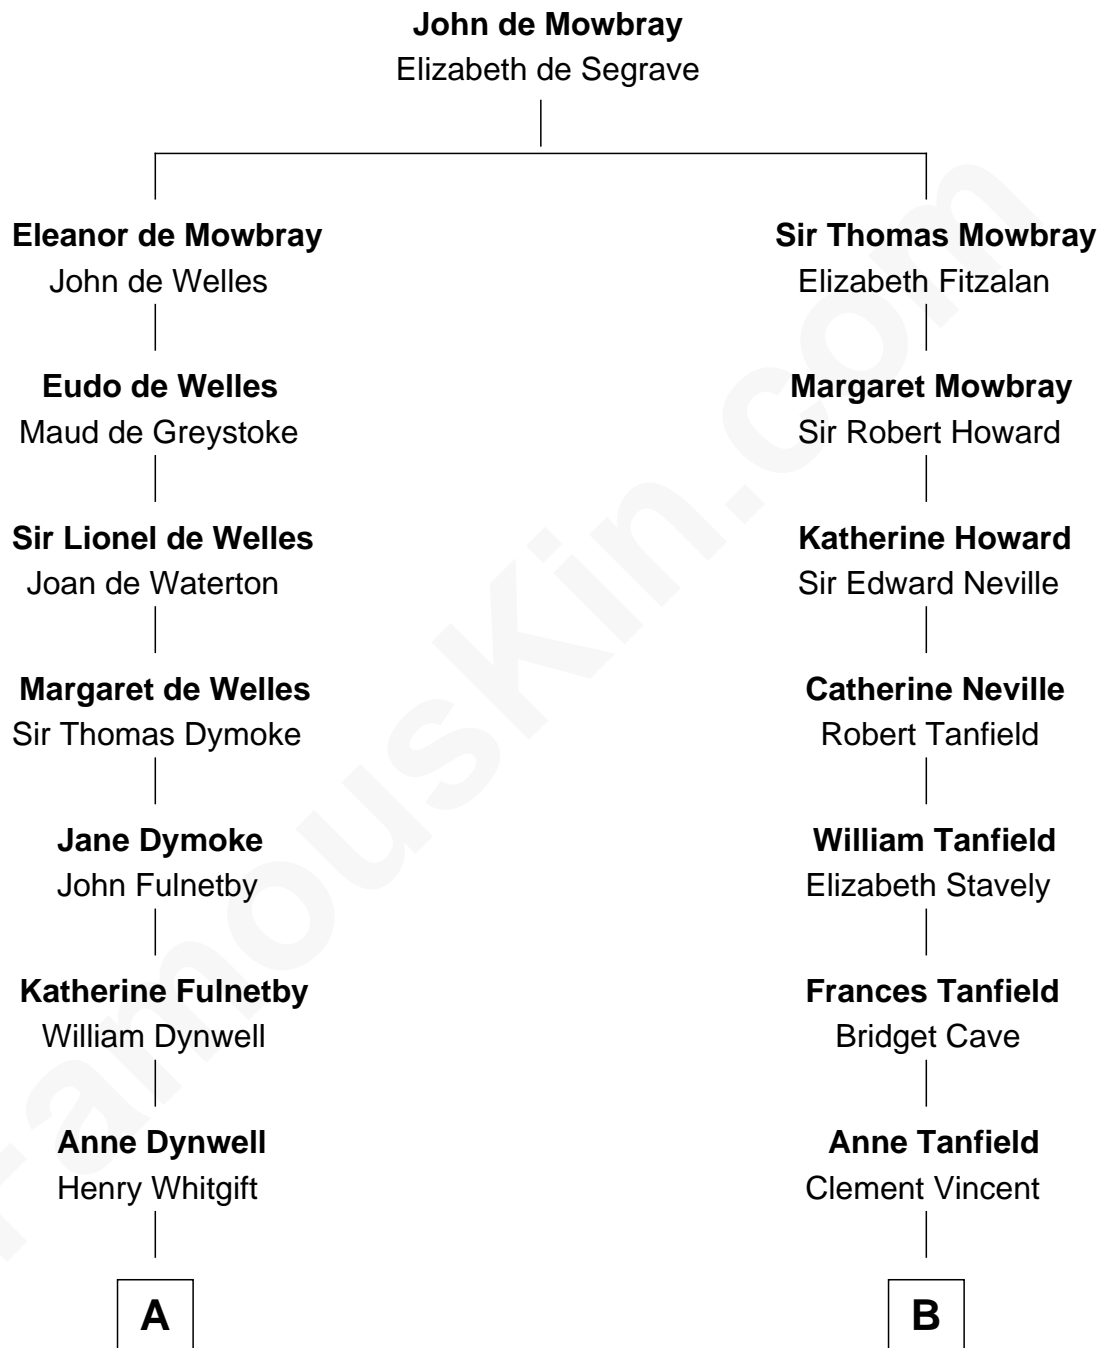 John de Mowbray
Elizabeth de Segrave
Eleanor de Mowbray
John de Welles
Eudo de Welles
Maud de Greystoke
Sir Lionel de Welles
Joan de Waterton
Margaret de Welles
Sir Thomas Dymoke
Jane Dymoke
John Fulnetby
Katherine Fulnetby
William Dynwell
Anne Dynwell
Henry Whitgift
A
Sir Thomas Mowbray
Elizabeth Fitzalan
Margaret Mowbray
Sir Robert Howard
Katherine Howard
Sir Edward Neville
Catherine Neville
Robert Tanfield
William Tanfield
Elizabeth Stavely
Frances Tanfield
Bridget Cave
Anne Tanfield
Clement Vincent
B
FamousKin.com